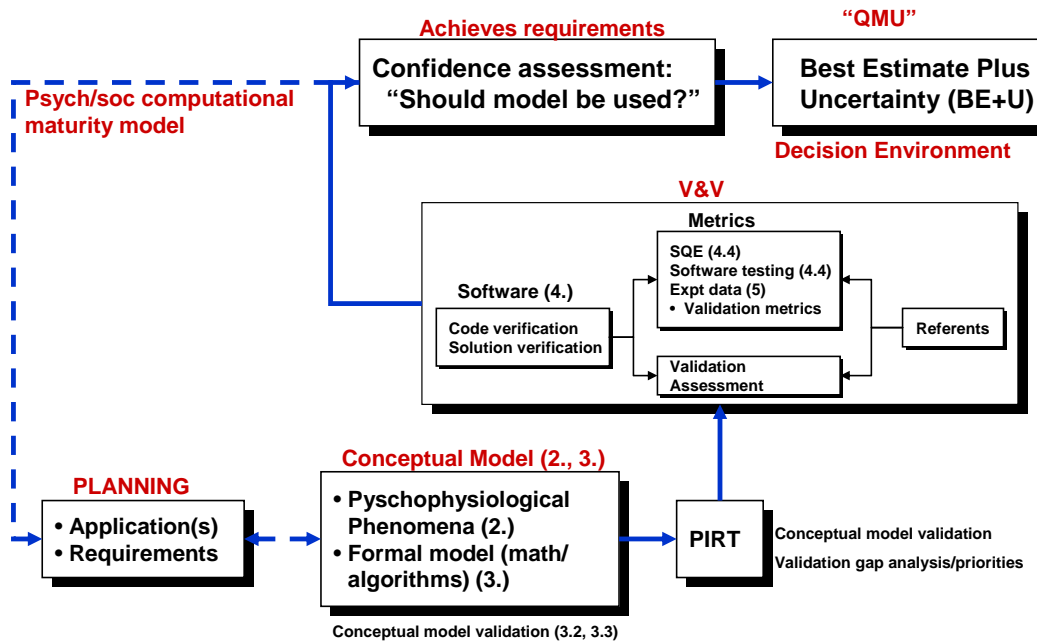 Achieves requirements
“QMU”
Confidence assessment:
“Should model be used?”
Best Estimate Plus
Uncertainty (BE+U)
Psych/soc computational
maturity model
Decision Environment
V&V
Metrics
SQE (4.4)
Software testing (4.4)
Expt data (5)
• Validation metrics
Software (4.)
Code verification
Solution verification
Referents
Validation
Assessment
Conceptual Model (2., 3.)
PLANNING
• Application(s)
• Requirements
• Pyschophysiological
Phenomena (2.)
• Formal model (math/
algorithms) (3.)
PIRT
Conceptual model validation
Validation gap analysis/priorities
Conceptual model validation (3.2, 3.3)